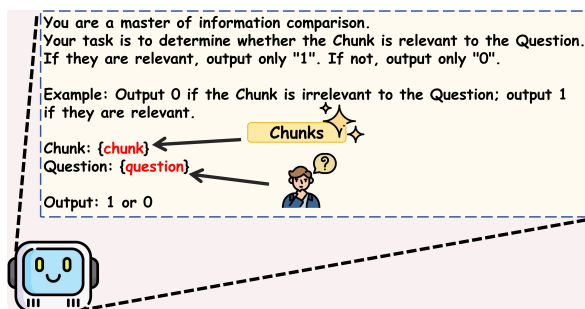 You are a master of information comparison.
Your task is to determine whether the Chunk is relevant to the Question.
If they are relevant, output only "1". If not, output only "0".
Example: Output 0 if the Chunk is irrelevant to the Question; output 1
if they are relevant.
Chunks
Chunk: {chunk}
Question: {question}
?
Output: 1 or 0